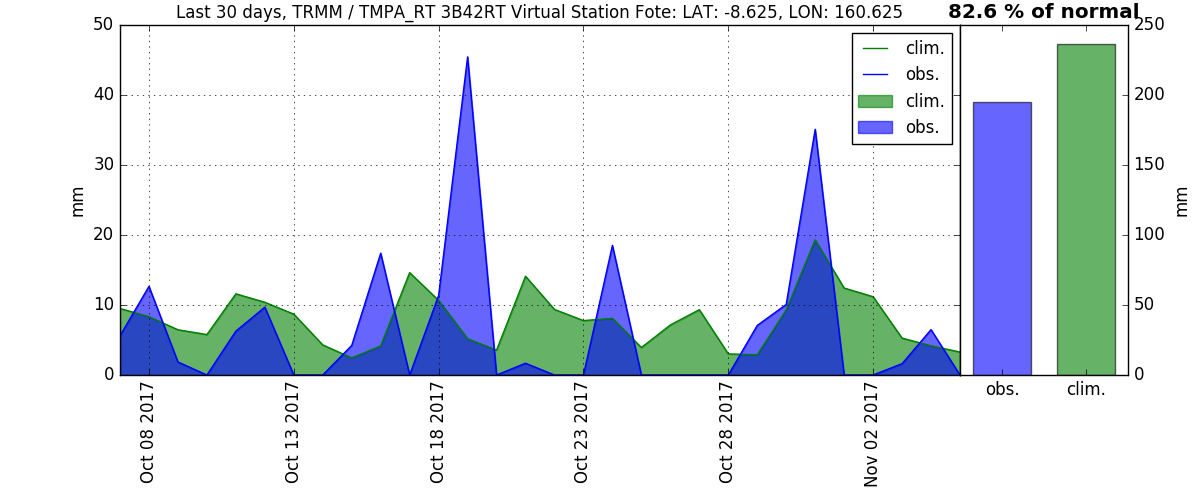 Last 30 days, TRMM / TMPA_RT 3B42RT Virtual Station Fote: LAT: -8.625, LON: 160.625
82.6 % of normal
50
40
30
20
10
0
mm
clim.
obs.
clim.
obs.
250
200
150
100
50
0
mm
Oct 08 2017
Oct 13 2017
Oct 18 2017
Oct 23 2017
Oct 28 2017
Nov 02 2017
obs.
clim.